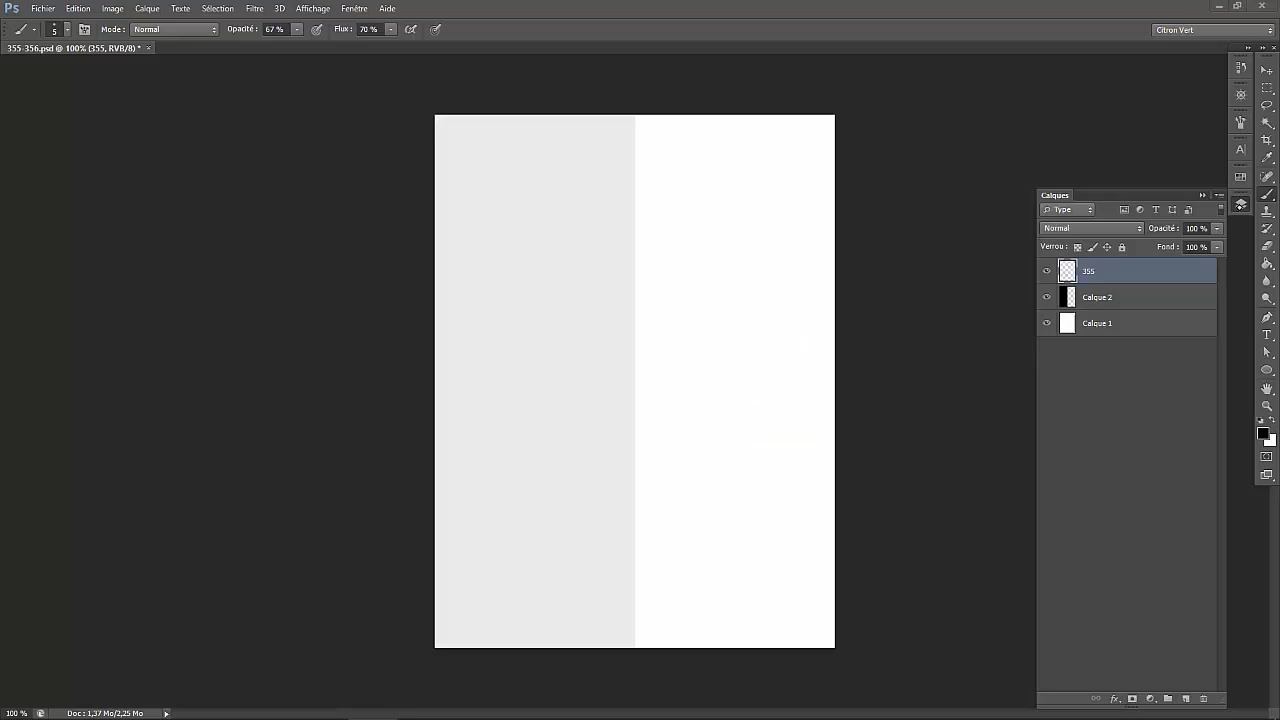 Ps Fichier Edition Image Calque Texte Sélection Filtre 3D Affichage Fenêtre Aide
5 Mode : Normal Opacité : 67 % Flux : 70 % Citron Vert
355-356.psd @ 100% (355, RVB/8) * ×
Calques
Type
Normal Opacité : 100 %
Verrou : Fond : 100 %
355
Calque 2
Calque 1
100 % Doc : 1,37 Mo/2,25 Mo